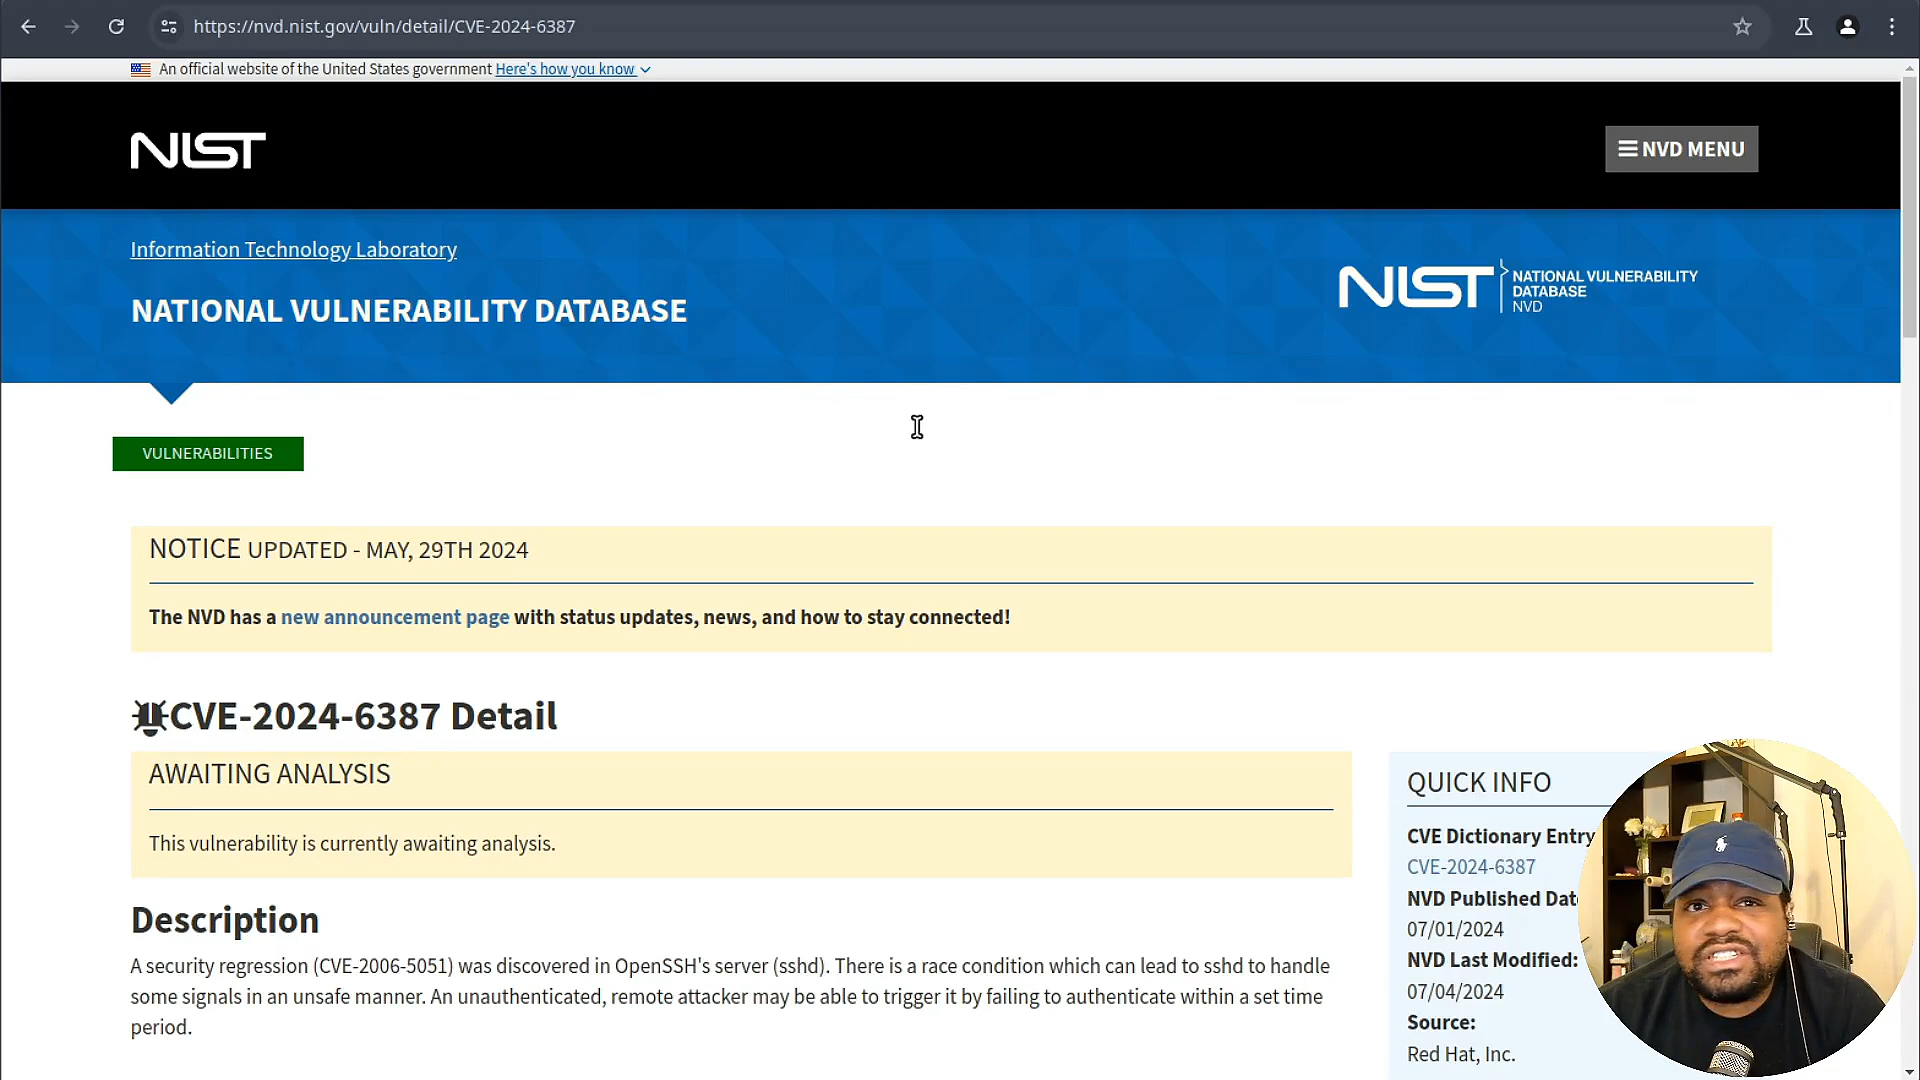 https://nvd.nist.gov/vuln/detail/CVE-2024-6387
An official website of the United States government Here's how you know
NIST
NVD MENU
Information Technology Laboratory
NATIONAL VULNERABILITY DATABASE
NIST
NATIONAL VULNERABILITY
DATABASE
NVD
VULNERABILITIES
NOTICE UPDATED - MAY, 29TH 2024
The NVD has a new announcement page with status updates, news, and how to stay connected!
CVE-2024-6387 Detail
AWAITING ANALYSIS
This vulnerability is currently awaiting analysis.
Description
A security regression (CVE-2006-5051) was discovered in OpenSSH's server (sshd). There is a race condition which can lead to sshd to handle
some signals in an unsafe manner. An unauthenticated, remote attacker may be able to trigger it by failing to authenticate within a set time
period.
QUICK INFO
CVE Dictionary Entry
CVE-2024-6387
NVD Published Dat
07/01/2024
NVD Last Modified:
07/04/2024
Source:
Red Hat, Inc.